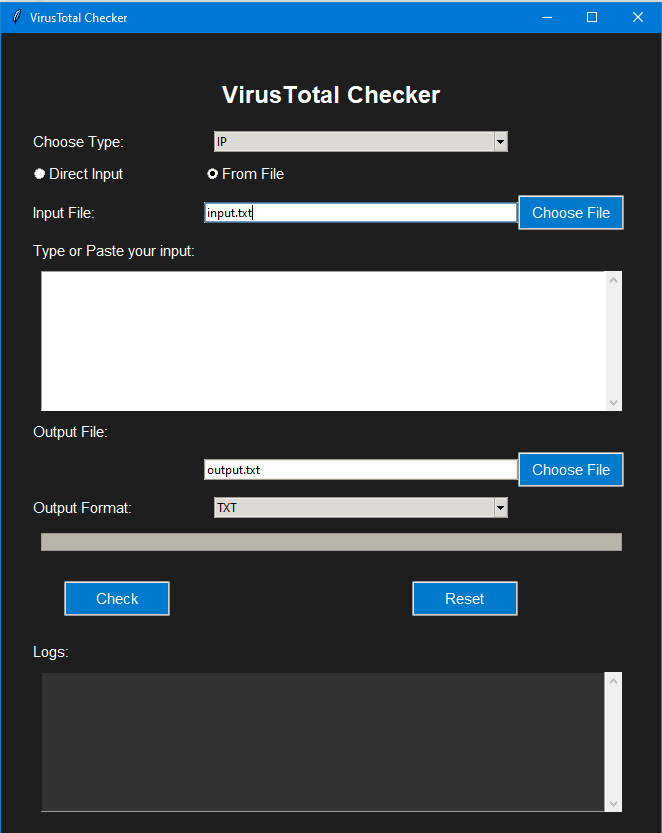 VirusTotal Checker
VirusTotal Checker
Choose Type: IP
Direct Input From File
Input File: input.txt Choose File
Type or Paste your input:
Output File:
output.txt Choose File
Output Format: TXT
Check Reset
Logs: